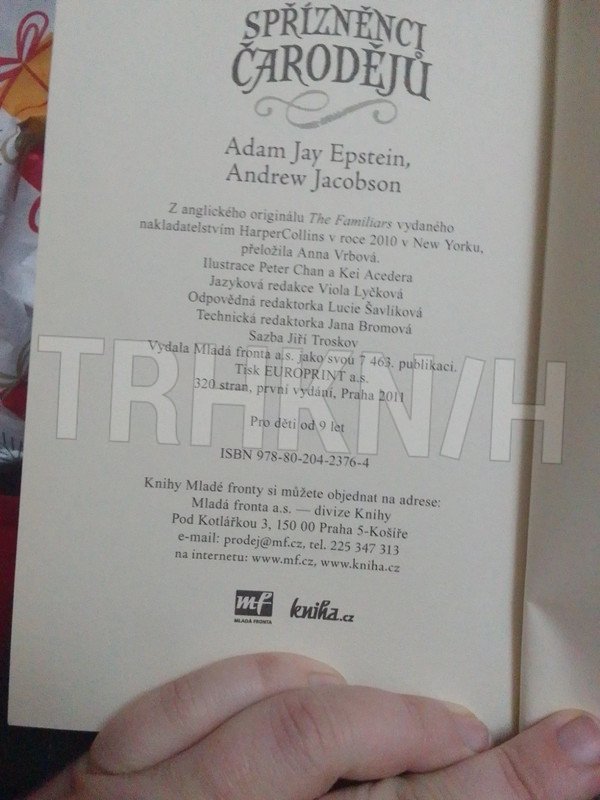 SPŘÍZNĚNCI
ČARODĚJŮ
Adam Jay Epstein,
Andrew Jacobson
Z anglického originálu The Familiars vydaného
nakladatelstvím HarperCollins v roce 2010 v New Yorku,
přeložila Anna Vrbová.
Ilustrace Peter Chan a Kei Acedera
Jazyková redakce Viola Lyčková
Odpovědná redaktorka Lucie Šavlíková
Technická redaktorka Jana Bromová
Sazba Jiří Troskov
Vydala Mladá fronta a.s. jako svou 7 463. publikaci.
Tisk EUROPRINT a.s.
320 stran, první vydání, Praha 2011
TRHKN/H
Pro děti od 9 let
ISBN 978-80-204-2376-4
Knihy Mladé fronty si můžete objednat na adrese:
Mladá fronta a.s. — divize Knihy
Pod Kotlářkou 3, 150 00 Praha 5-Košíře
e-mail: prodej@mf.cz, tel. 225 347 313
na internetu: www.mf.cz, www.kniha.cz
mf
MLADÁ FRONTA
kniha.cz